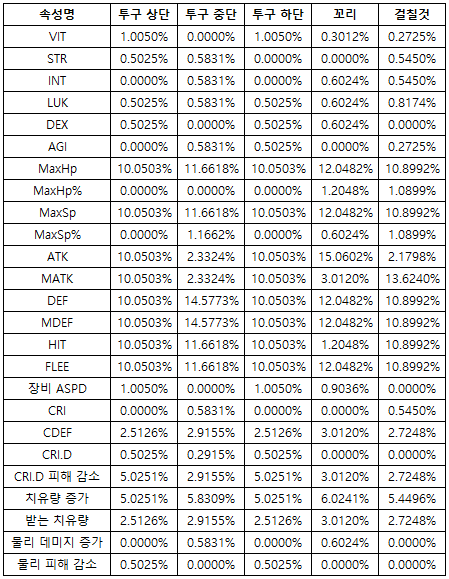 속성명 투구 상단 투구 중단 투구 하단 꼬리 걸칠것
VIT 1.0050% 0.0000% 1.0050% 0.3012% 0.2725%
STR 0.5025% 0.5831% 0.0000% 0.0000% 0.5450%
INT 0.0000% 0.5831% 0.0000% 0.6024% 0.5450%
LUK 0.5025% 0.5831% 0.5025% 0.6024% 0.8174%
DEX 0.5025% 0.0000% 0.5025% 0.6024% 0.0000%
AGI 0.0000% 0.5831% 0.5025% 0.0000% 0.2725%
MaxHp 10.0503% 11.6618% 10.0503% 12.0482% 10.8992%
MaxHp% 0.0000% 0.0000% 0.0000% 1.2048% 1.0899%
MaxSp 10.0503% 11.6618% 10.0503% 12.0482% 10.8992%
MaxSp% 0.0000% 1.1662% 0.0000% 0.6024% 1.0899%
ATK 10.0503% 2.3324% 10.0503% 15.0602% 2.1798%
MATK 10.0503% 2.3324% 10.0503% 3.0120% 13.6240%
DEF 10.0503% 14.5773% 10.0503% 12.0482% 10.8992%
MDEF 10.0503% 14.5773% 10.0503% 12.0482% 10.8992%
HIT 10.0503% 11.6618% 10.0503% 1.2048% 10.8992%
FLEE 10.0503% 11.6618% 10.0503% 12.0482% 10.8992%
장비 ASPD 1.0050% 0.0000% 1.0050% 0.9036% 0.0000%
CRI 0.0000% 0.5831% 0.0000% 0.0000% 0.5450%
CDEF 2.5126% 2.9155% 2.5126% 3.0120% 2.7248%
CRI.D 0.5025% 0.2915% 0.5025% 0.0000% 0.0000%
CRI.D 피해 감소 5.0251% 2.9155% 5.0251% 3.0120% 2.7248%
치유량 증가 5.0251% 5.8309% 5.0251% 6.0241% 5.4496%
받는 치유량 2.5126% 2.9155% 2.5126% 3.0120% 2.7248%
물리 데미지 증가 0.0000% 0.5831% 0.0000% 0.6024% 0.0000%
물리 피해 감소 0.5025% 0.0000% 0.5025% 0.0000% 0.0000%